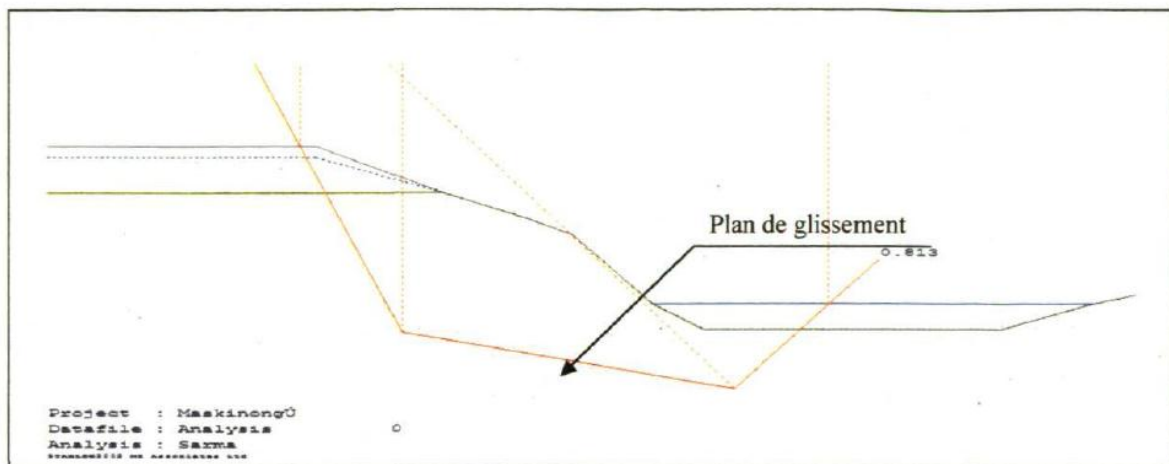 Plan de glissement
0.813
Project : MaskinongÚ
Datafile : Analysis O
Analysis : Sarma